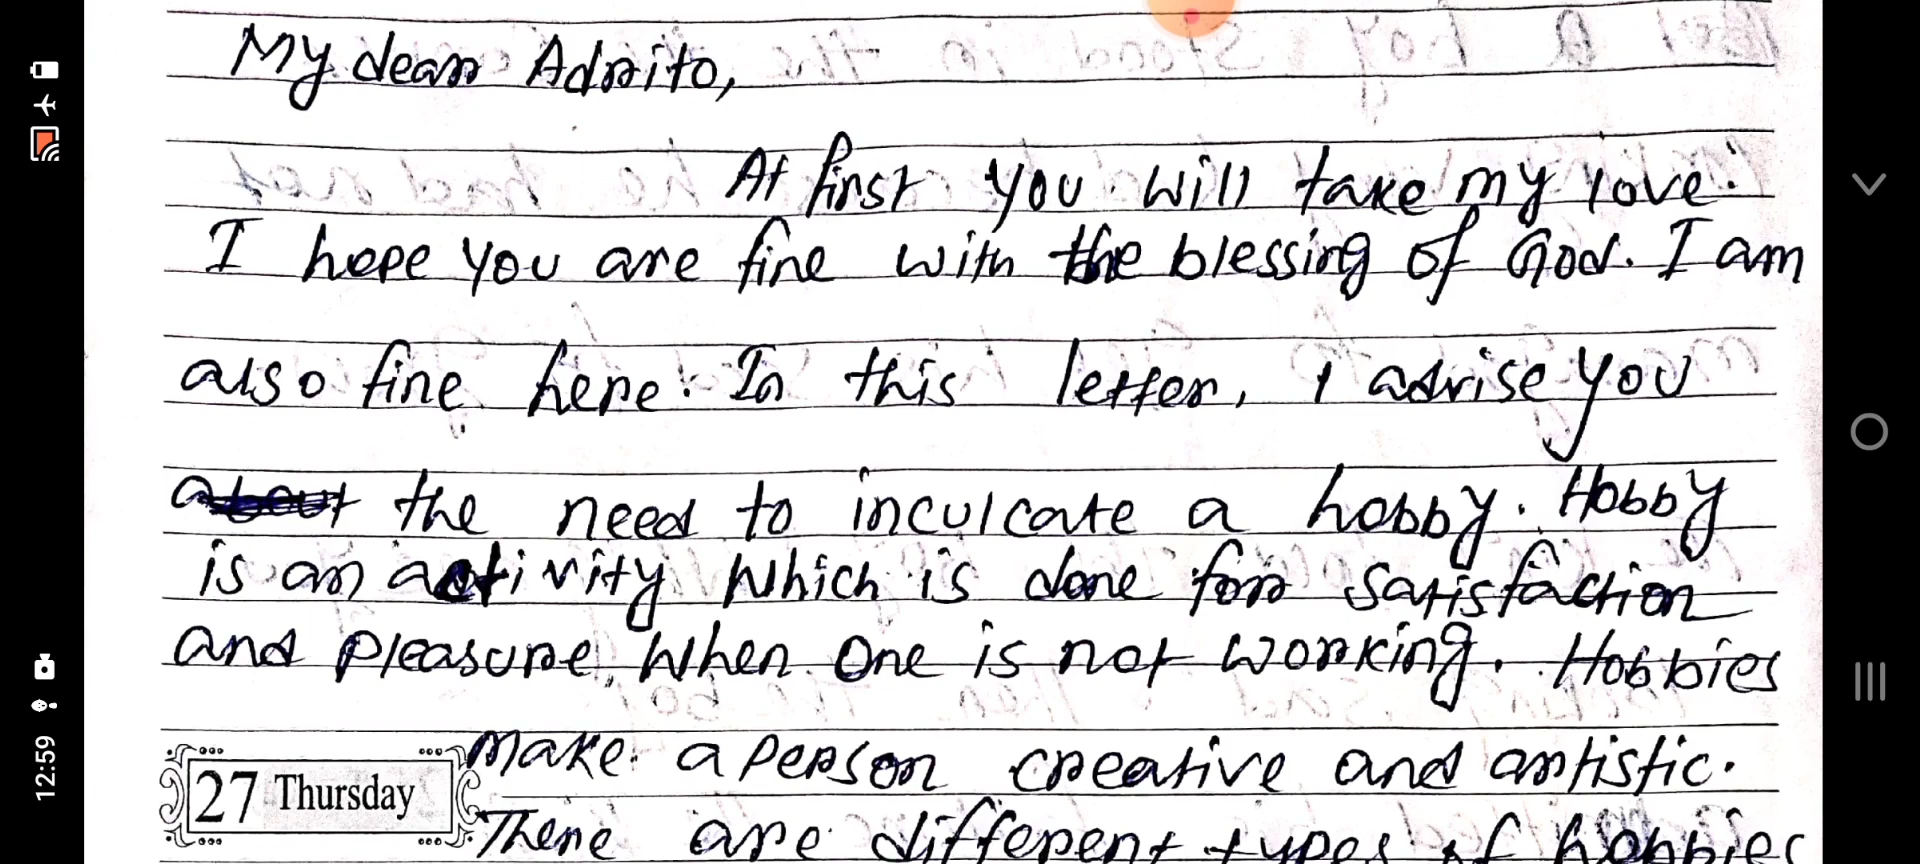 My dear Adrito,
At first you will take my love.
I hope you are fine with the blessing of God. I am
also fine here. In this letter, I advise you
about the need to inculcate a hobby. Hobby
is an activity which is done for satisfaction
and pleasure, when one is not working. Hobbies
make a person creative and artistic.
27 Thursday
There are different types of hobbies
12:59